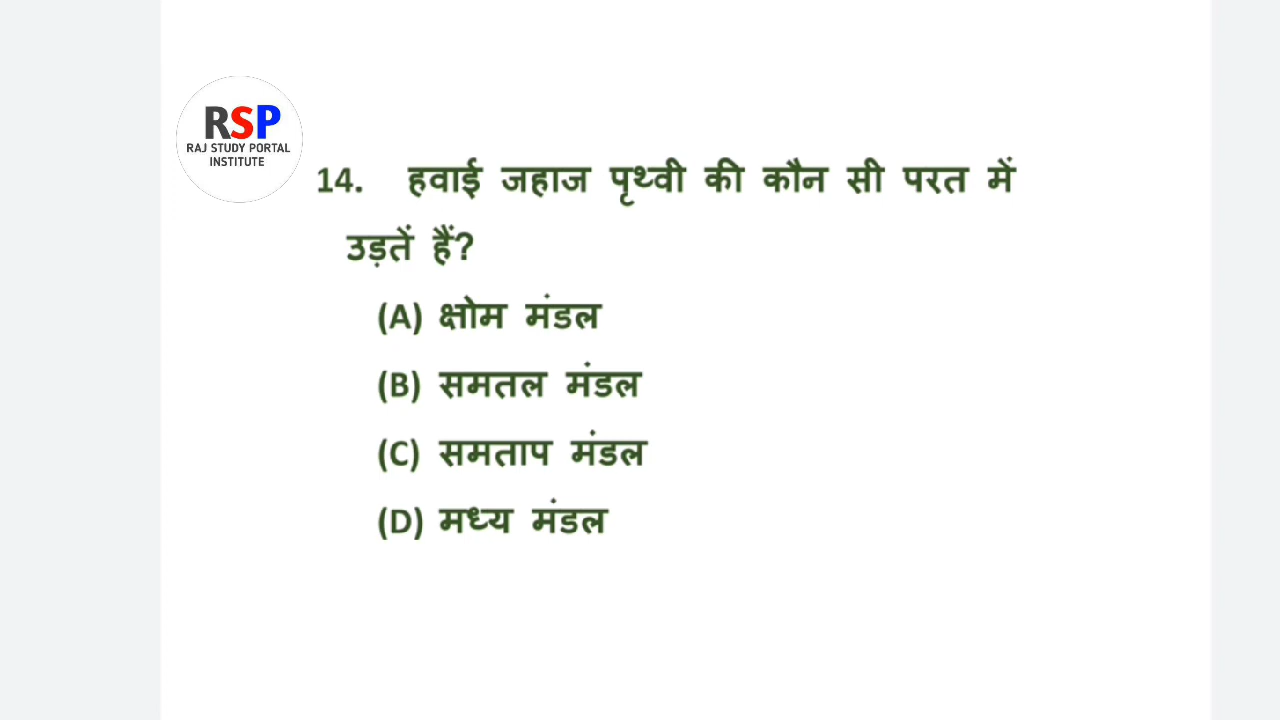 RSP
RAJ STUDY PORTAL
INSTITUTE
14. हवाई जहाज पृथ्वी की कौन सी परत में
उड़तें हैं?
(A) क्षोम मंडल
(B) समतल मंडल
(C) समताप मंडल
(D) मध्य मंडल